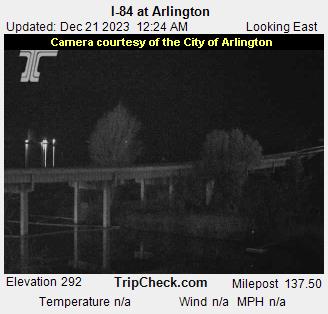 I-84 at Arlington
Updated: Dec 21 2023 12:24 AM Looking East
Camera courtesy of the City of Arlington
Elevation 292 TripCheck.com Milepost 137.50
Temperature n/a Wind n/a MPH n/a